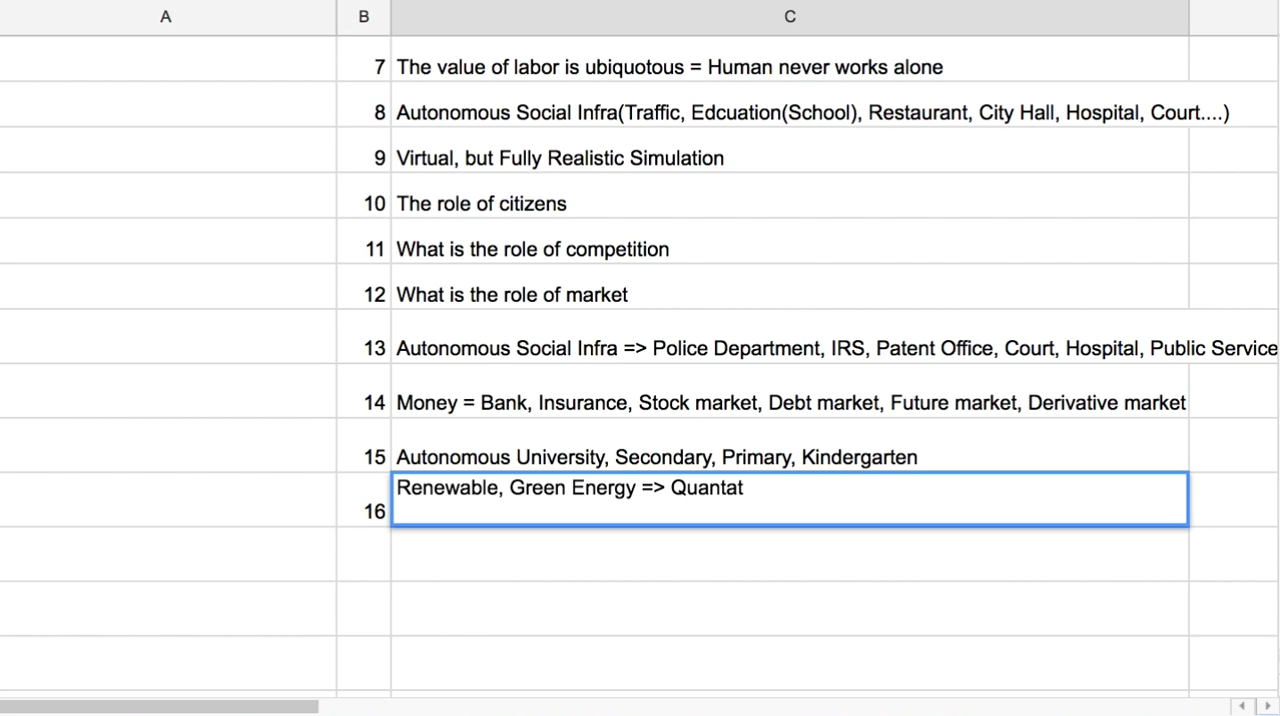 A B C
7 The value of labor is ubiquotous = Human never works alone
8 Autonomous Social Infra(Traffic, Edcuation(School), Restaurant, City Hall, Hospital, Court....)
9 Virtual, but Fully Realistic Simulation
10 The role of citizens
11 What is the role of competition
12 What is the role of market
13 Autonomous Social Infra => Police Department, IRS, Patent Office, Court, Hospital, Public Service
14 Money = Bank, Insurance, Stock market, Debt market, Future market, Derivative market
15 Autonomous University, Secondary, Primary, Kindergarten
16 Renewable, Green Energy => Quantat